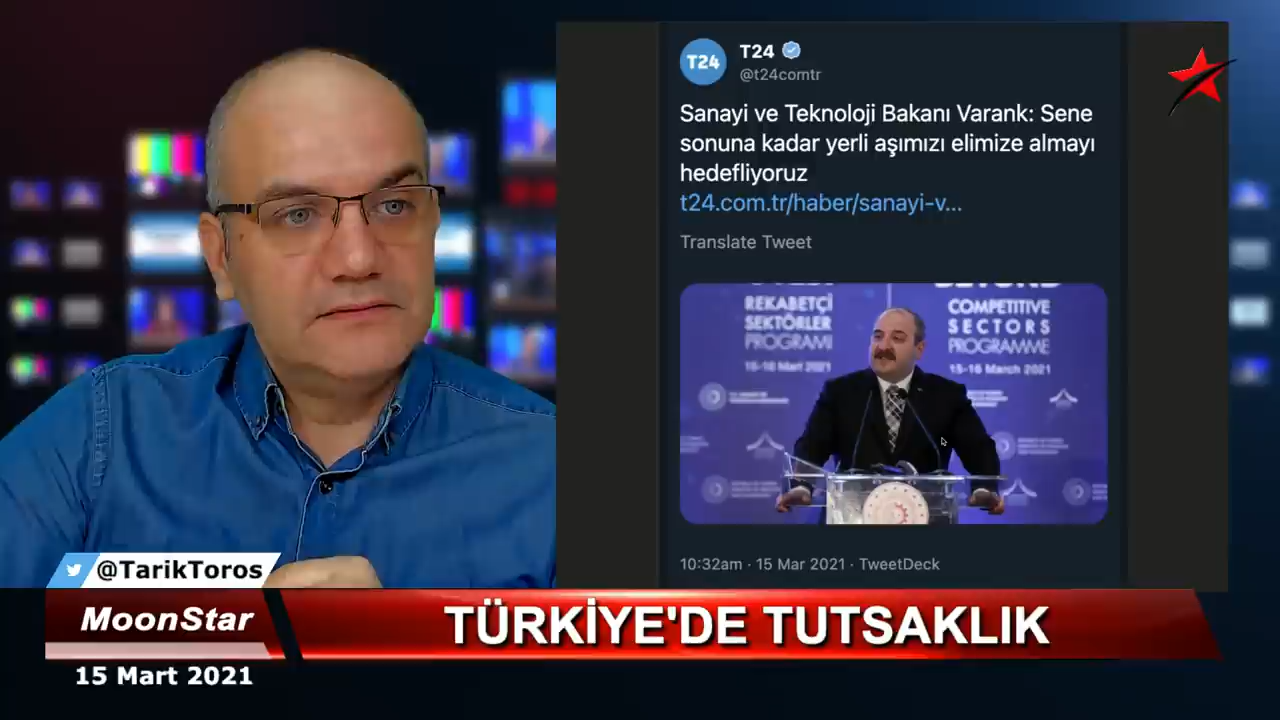 T24
T24
@t24comtr
Sanayi ve Teknoloji Bakanı Varank: Sene
sonuna kadar yerli aşımızı elimize almayı
hedefliyoruz
t24.com.tr/haber/sanayi-v...
Translate Tweet
REKABETÇİ
SEKTÖRLER
PROGRAMI
15-16 Mart 2021
BEYOND
COMPETITIVE
SECTORS
PROGRAMME
15-16 March 2021
10:32am · 15 Mar 2021 · TweetDeck
@TarikToros
MoonStar
TÜRKİYE'DE TUTSAKLIK
15 Mart 2021